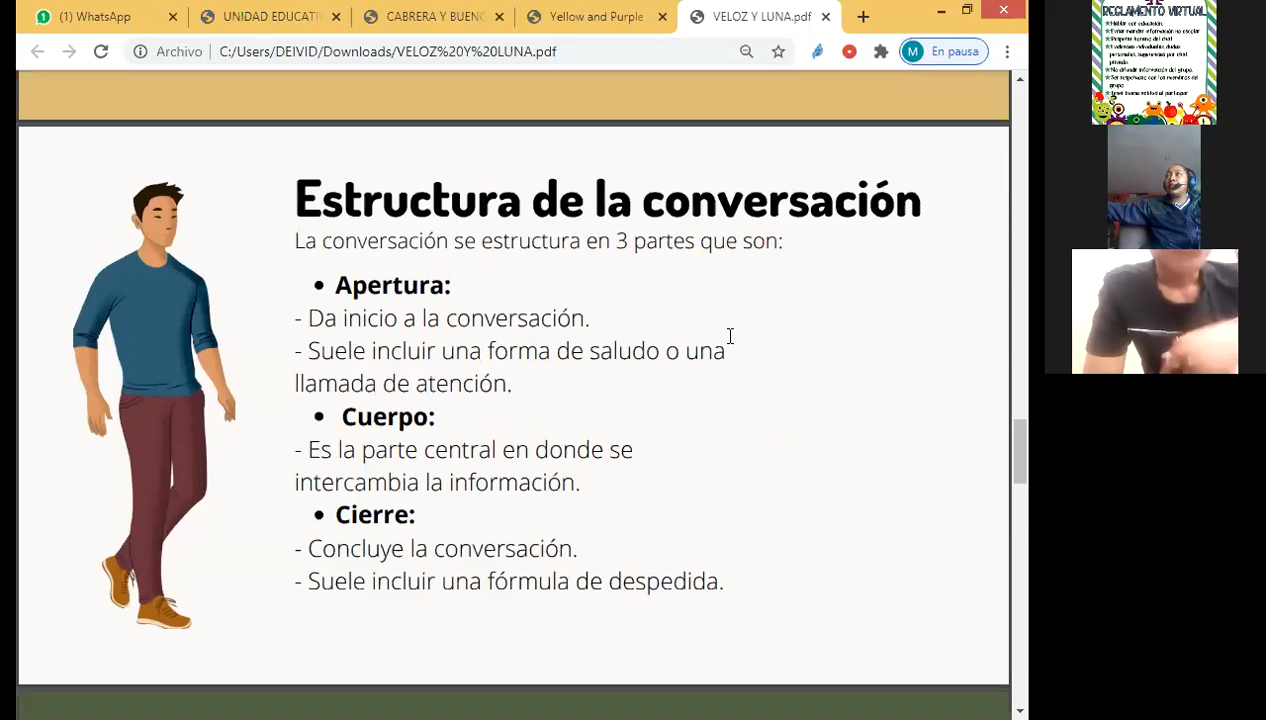 (1) WhatsApp
UNIDAD EDUCATI
CABRERA Y BUENO
Yellow and Purple
VELOZ Y LUNA.pdf
Archivo
C:/Users/DEIVID/Downloads/VELOZ%20Y%20LUNA.pdf
M
En pausa
Estructura de la conversación
La conversación se estructura en 3 partes que son:
• Apertura:
- Da inicio a la conversación.
- Suele incluir una forma de saludo o una
llamada de atención.
• Cuerpo:
- Es la parte central en donde se
intercambia la información.
• Cierre:
- Concluye la conversación.
- Suele incluir una fórmula de despedida.
REGLAMENTO VIRTUAL